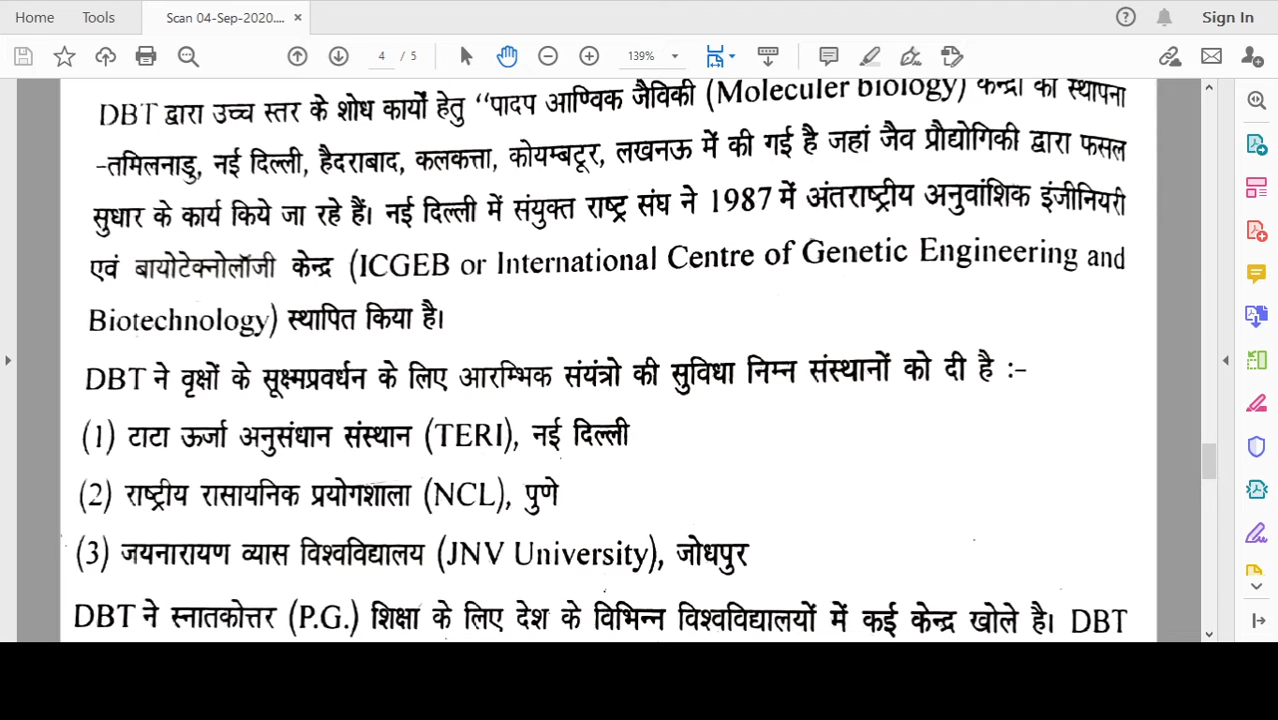 Home Tools Scan 04-Sep-2020.... × Sign In
4 / 5 139%
DBT द्वारा उच्च स्तर के शोध कार्यों हेतु “पादप आण्विक जैविकी (Moleculer biology) केन्द्रों की स्थापना
-तमिलनाडु, नई दिल्ली, हैदराबाद, कलकत्ता, कोयम्बटूर, लखनऊ में की गई है जहां जैव प्रौद्योगिकी द्वारा फसल
सुधार के कार्य किये जा रहे हैं। नई दिल्ली में संयुक्त राष्ट्र संघ ने 1987 में अंतराष्ट्रीय अनुवांशिक इंजीनियरी
एवं बायोटेक्नोलॉजी केन्द्र (ICGEB or International Centre of Genetic Engineering and
Biotechnology) स्थापित किया है।
DBT ने वृक्षों के सूक्ष्मप्रवर्धन के लिए आरम्भिक संयंत्रो की सुविधा निम्न संस्थानों को दी है :-
(1) टाटा ऊर्जा अनुसंधान संस्थान (TERI), नई दिल्ली
(2) राष्ट्रीय रासायनिक प्रयोगशाला (NCL), पुणे
(3) जयनारायण व्यास विश्वविद्यालय (JNV University), जोधपुर
DBT ने स्नातकोत्तर (P.G.) शिक्षा के लिए देश के विभिन्न विश्वविद्यालयों में कई केन्द्र खोले है। DBT